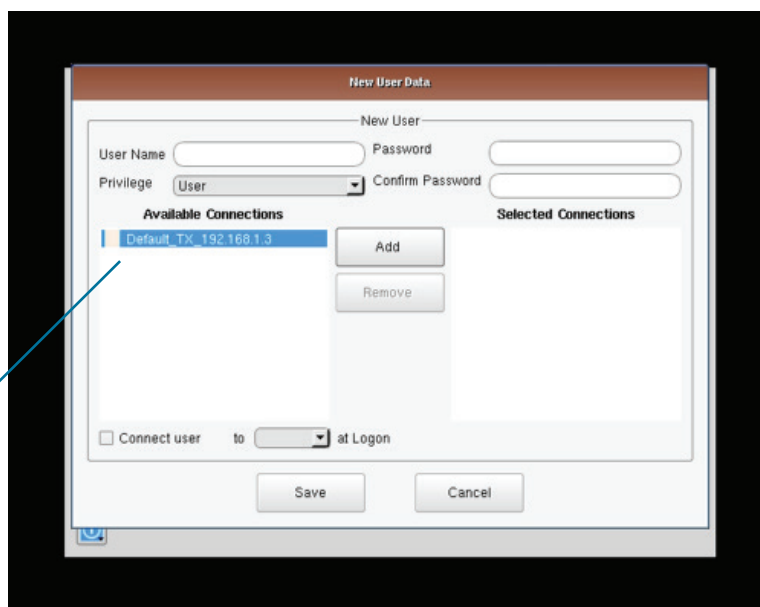 New User Data
New User
User Name
Password
Privilege
User
Confirm Password
Available Connections
Selected Connections
Default_TX_192.168.1.3
Add
Remove
Connect user to at Logon
Save
Cancel